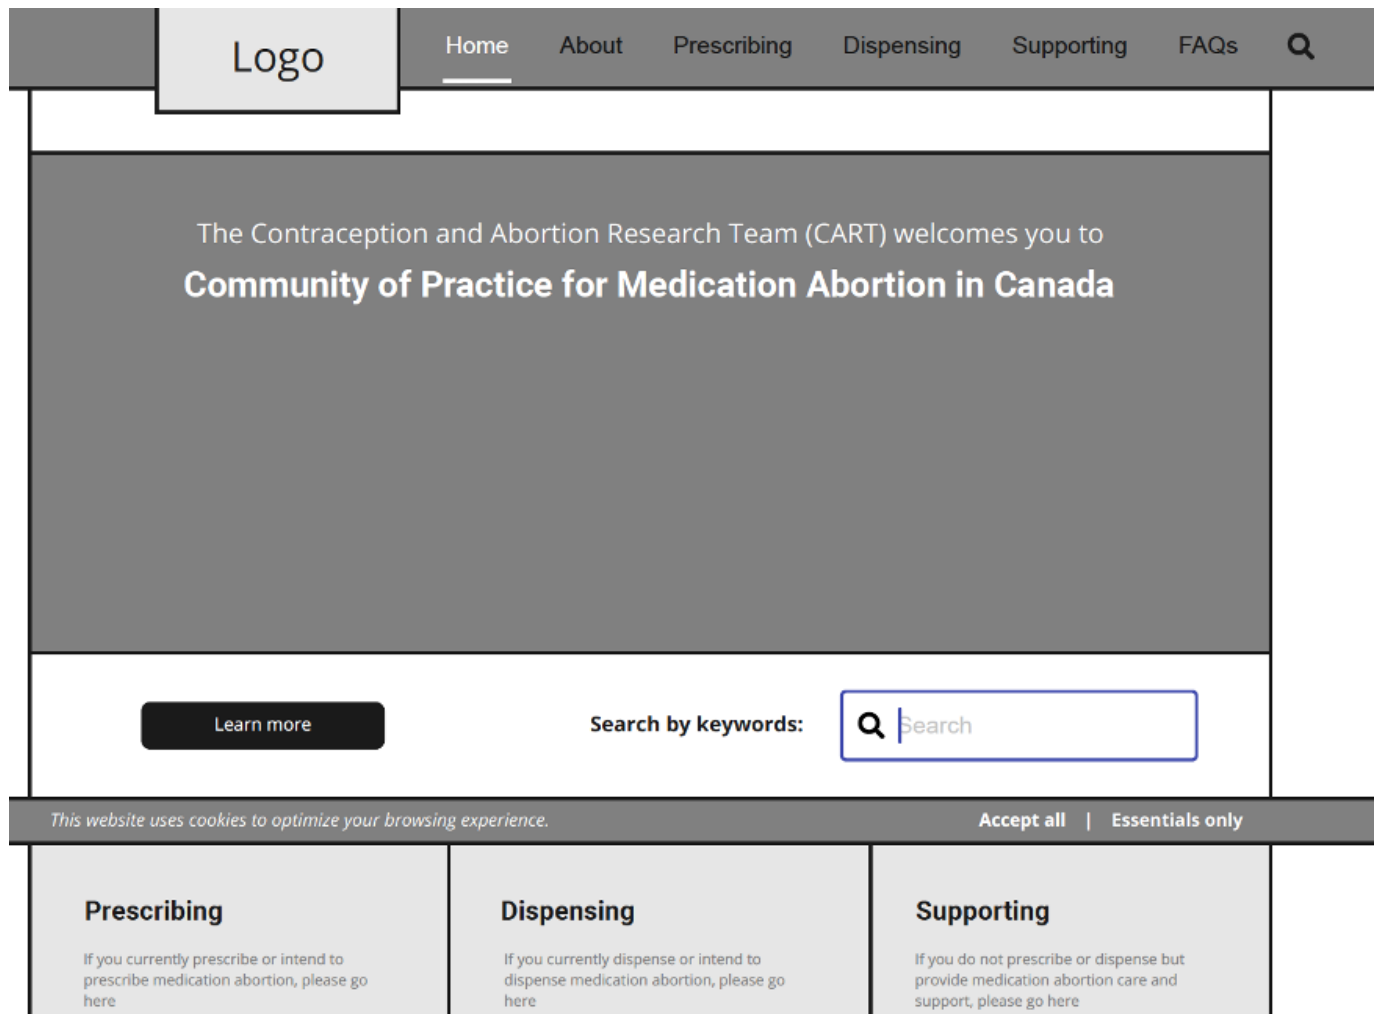 Logo
Home About Prescribing Dispensing Supporting FAQs
The Contraception and Abortion Research Team (CART) welcomes you to
Community of Practice for Medication Abortion in Canada
Learn more
Search by keywords:
Search
This website uses cookies to optimize your browsing experience.
Accept all | Essentials only
Prescribing
If you currently prescribe or intend to
prescribe medication abortion, please go
here
Dispensing
If you currently dispense or intend to
dispense medication abortion, please go
here
Supporting
If you do not prescribe or dispense but
provide medication abortion care and
support, please go here